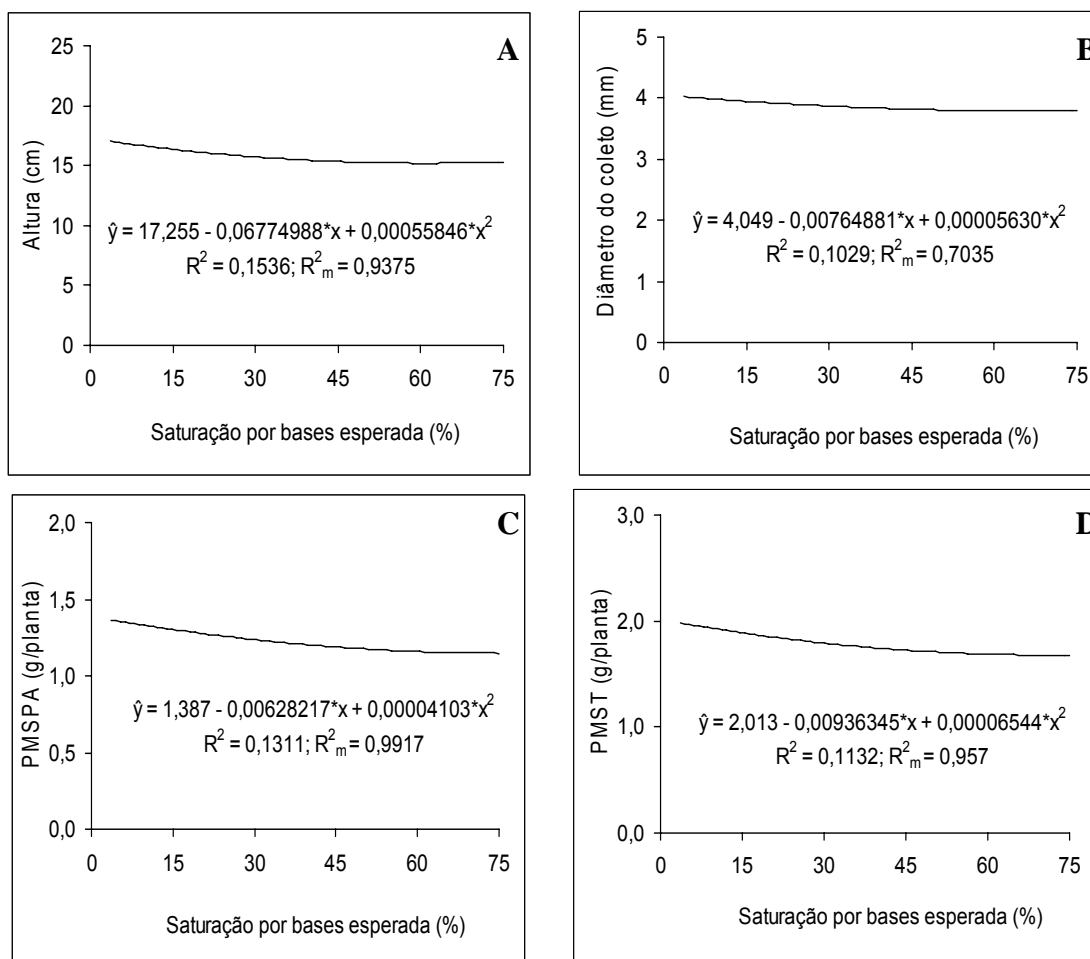 A
Altura (cm)
25
20
15
10
5
0
ŷ = 17,255 - 0,06774988*x + 0,00055846*x²
R² = 0,1536; R²m = 0,9375
0 15 30 45 60 75
Saturação por bases esperada (%)
B
Diâmetro do coleto (mm)
5
4
3
2
1
0
ŷ = 4,049 - 0,00764881*x + 0,00005630*x²
R² = 0,1029; R²m = 0,7035
0 15 30 45 60 75
Saturação por bases esperada (%)
C
PMSPA (g/planta)
2,0
1,5
1,0
0,5
0,0
ŷ = 1,387 - 0,00628217*x + 0,00004103*x²
R² = 0,1311; R²m = 0,9917
0 15 30 45 60 75
Saturação por bases esperada (%)
D
PMST (g/planta)
3,0
2,0
1,0
0,0
ŷ = 2,013 - 0,00936345*x + 0,00006544*x²
R² = 0,1132; R²m = 0,957
0 15 30 45 60 75
Saturação por bases esperada (%)